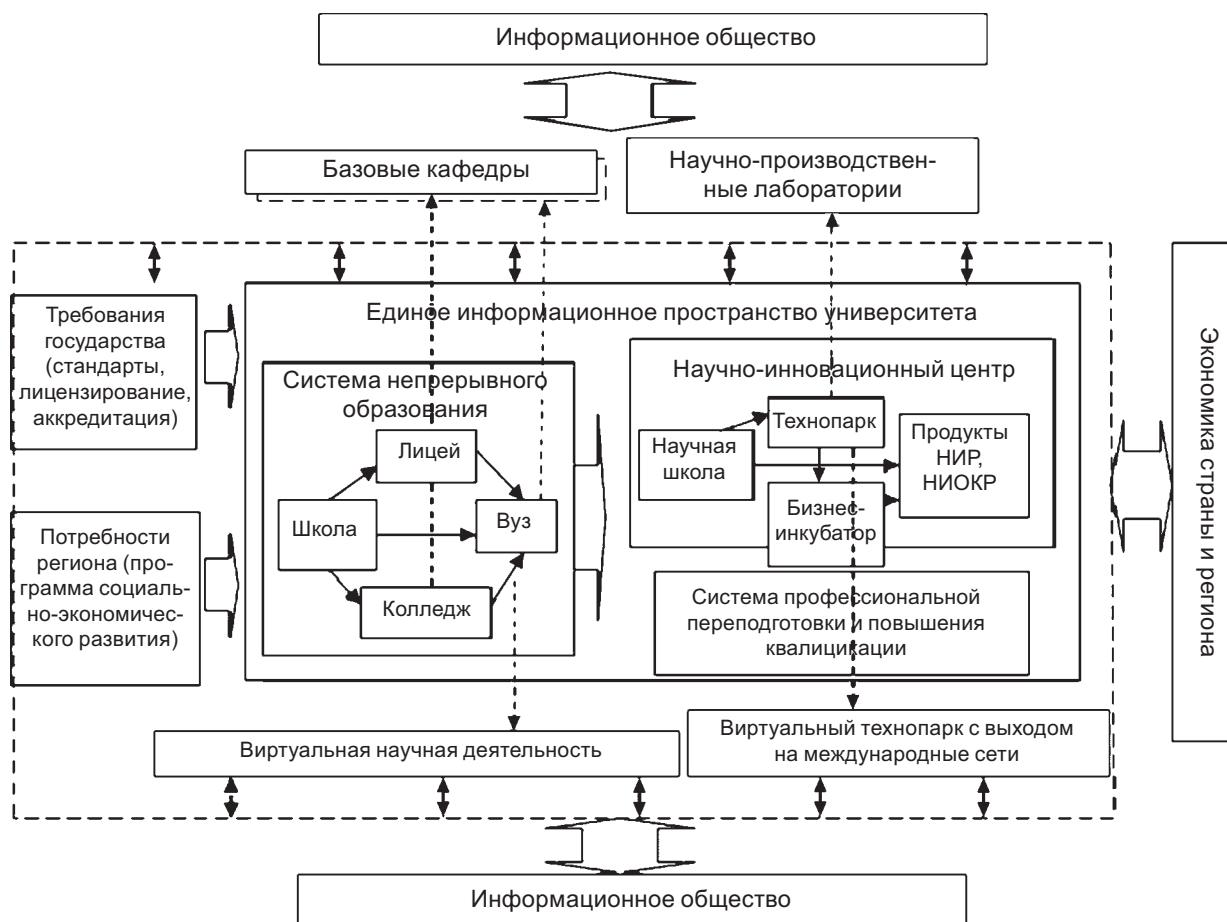 Информационное общество
Базовые кафедры
Научно-производствен-
ные лаборатории
Требования
государства
(стандарты,
лицензирование,
аккредитация)
Единое информационное пространство университета
Система непрерывного
образования
Лицей
Школа
Вуз
Колледж
Научно-инновационный центр
Технопарк
Научная
школа
Продукты
НИР,
НИОКР
Бизнес-
инкубатор
Потребности
региона (про-
грамма социаль-
но-экономиче-
ского развития)
Система профессиональной
переподготовки и повышения
квалицикации
Экономика страны и региона
Виртуальная научная деятельность
Виртуальный технопарк с выходом
на международные сети
Информационное общество